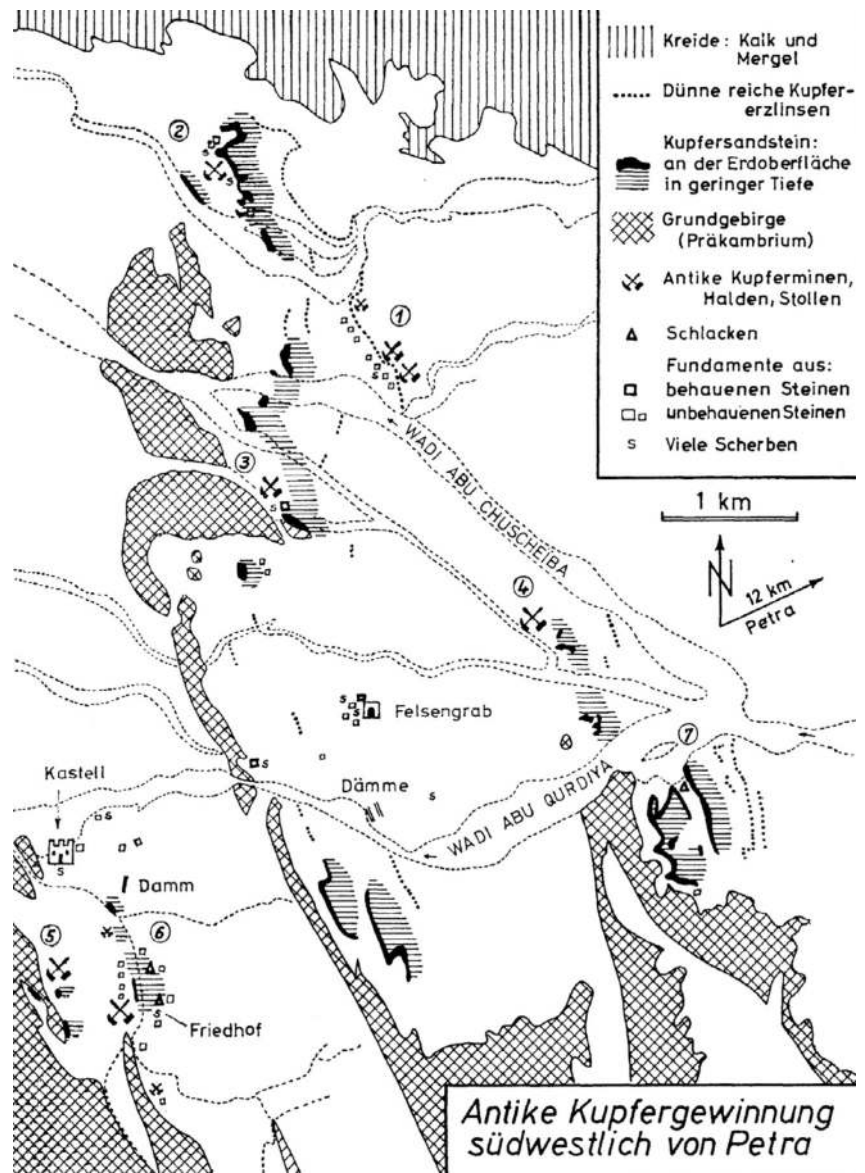 Kreide: Kalk und
Mergel
Dünne reiche Kupfer-
erzlinsen
Kupfersandstein:
an der Erdoberfläche
in geringer Tiefe
Grundgebirge
(Präkambrium)
Antike Kupferminen,
Halden, Stollen
Schlacken
Fundamente aus:
behauenen Steinen
unbehauenen Steinen
s Viele Scherben
1 km
N
12 km
Petra
2
s
s
1
s
WADI ABU CHUSCHEIBA
3
s
4
s
s
Felsengrab
7
s
Kastell
Dämme
s
WADI ABU QURDIYA
s
s
Damm
5
6
s
Friedhof
Antike Kupfergewinnung
südwestlich von Petra